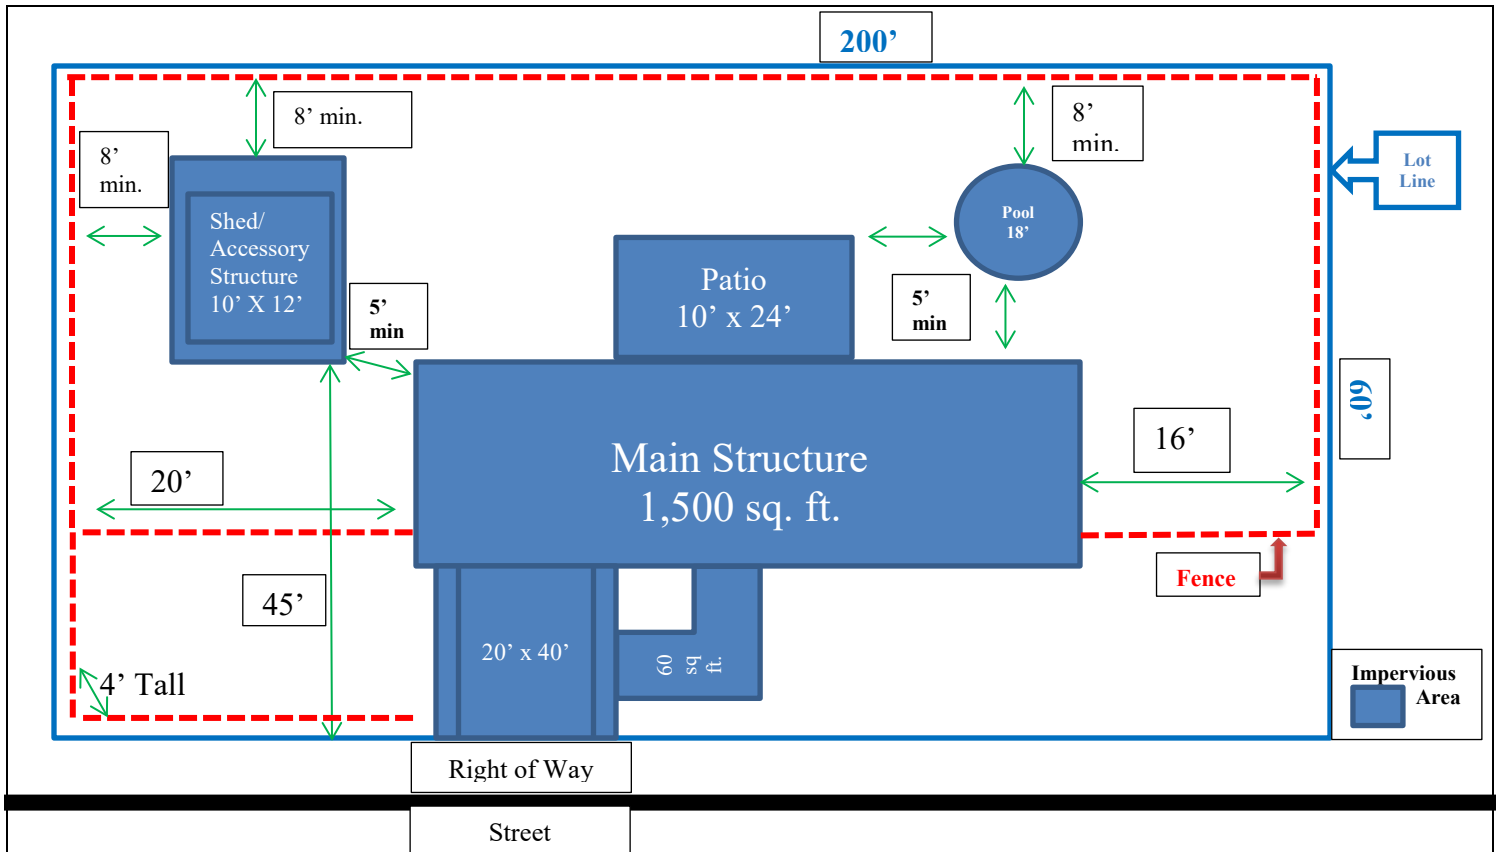 200’
8’ min.
8’
min.
8’
min.
Lot
Line
Shed/
Accessory
Structure
10’ X 12’
Pool
18’
Patio
10’ x 24’
5’
min
5’
min
60’
Main Structure
1,500 sq. ft.
16’
20’
Fence
45’
20’ x 40’
60
sq
ft.
4’ Tall
Impervious
Area
Right of Way
Street